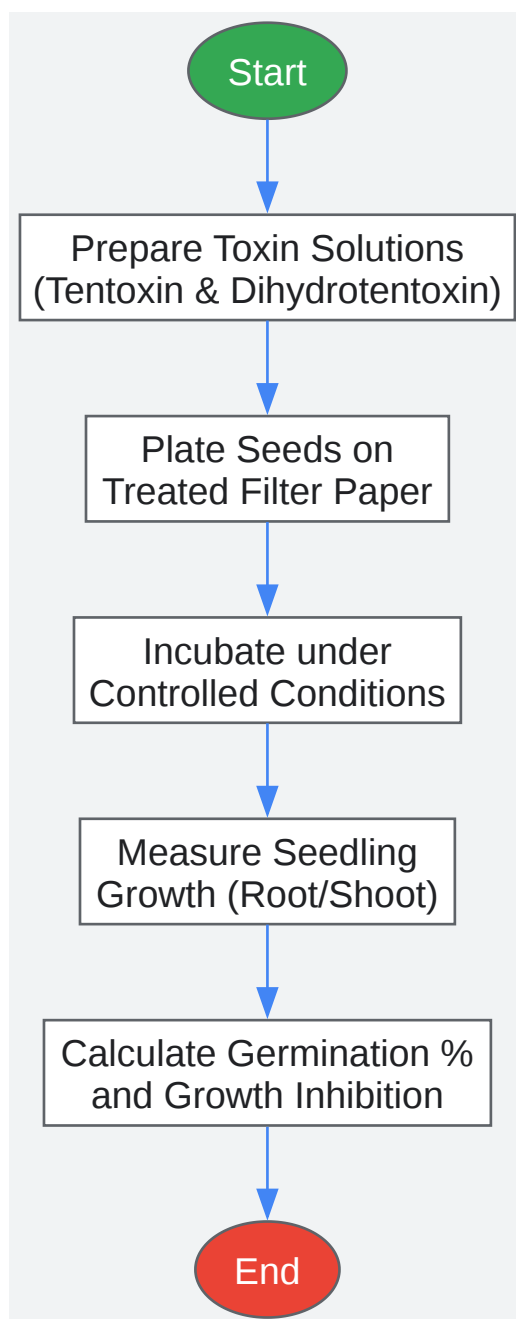 Start
Prepare Toxin Solutions
(Tentoxin & Dihydrotentoxin)
Plate Seeds on
Treated Filter Paper
Incubate under
Controlled Conditions
Measure Seedling
Growth (Root/Shoot)
Calculate Germination %
and Growth Inhibition
End